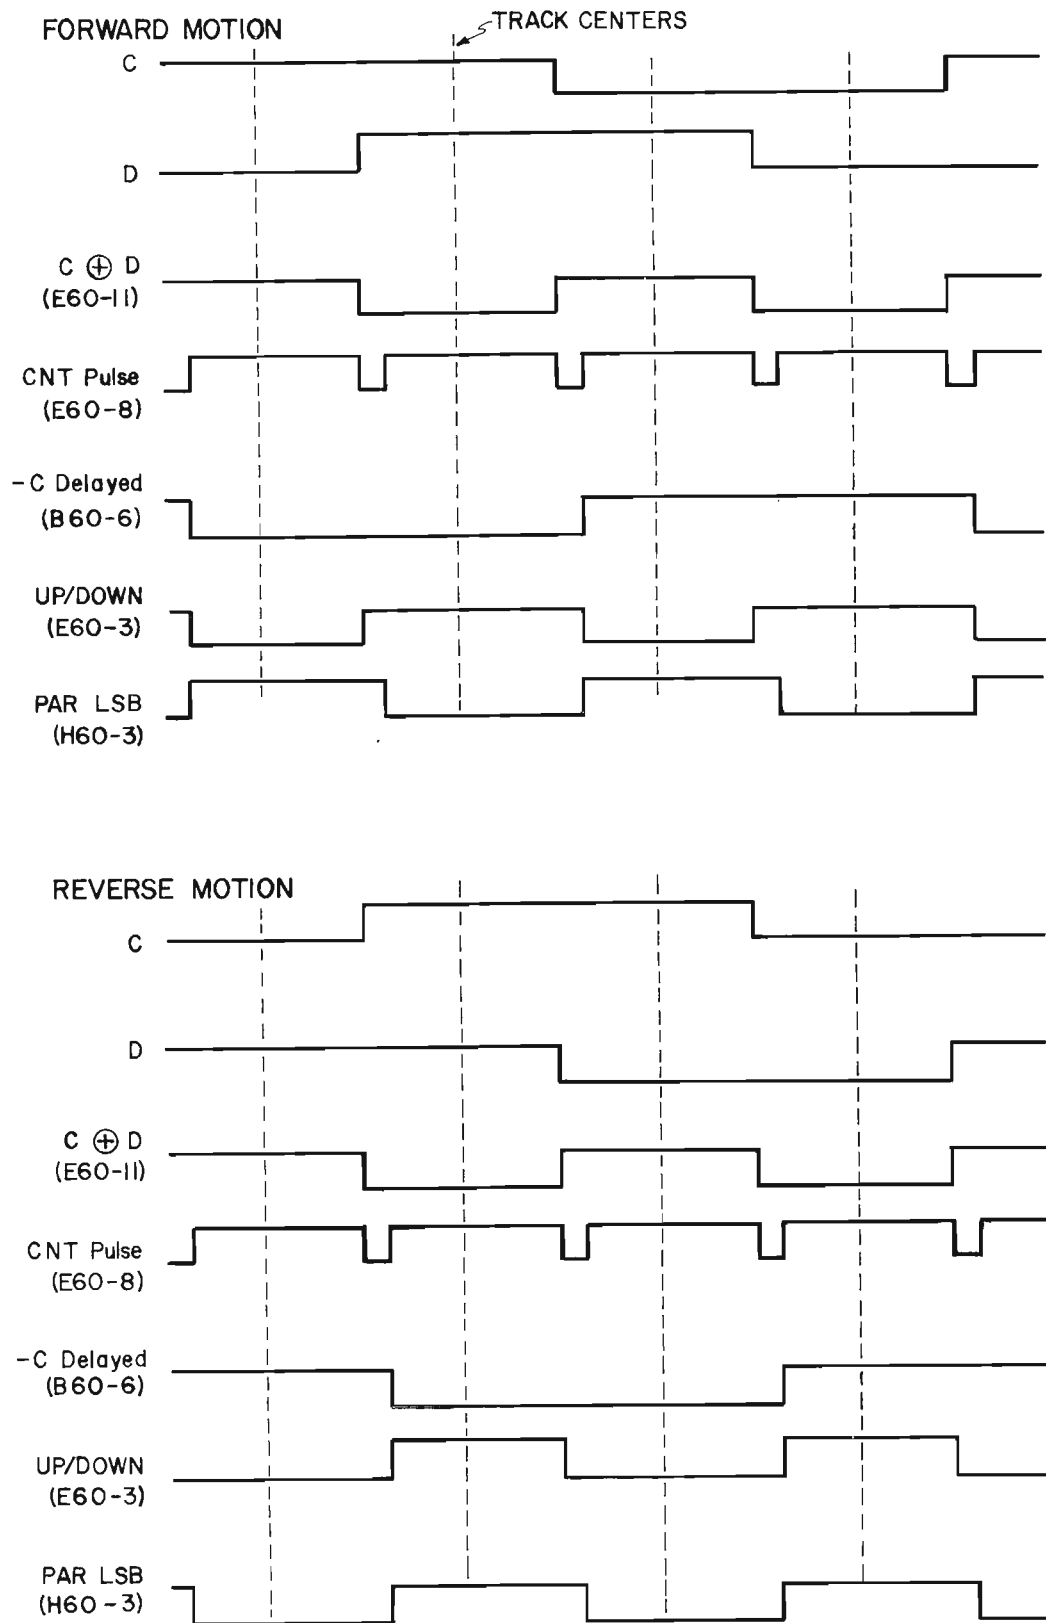 FORWARD MOTION
TRACK CENTERS
C
D
C ⊕ D
(E60-11)
CNT Pulse
(E60-8)
-C Delayed
(B60-6)
UP/DOWN
(E60-3)
PAR LSB
(H60-3)
REVERSE MOTION
C
D
C ⊕ D
(E60-11)
CNT Pulse
(E60-8)
-C Delayed
(B60-6)
UP/DOWN
(E60-3)
PAR LSB
(H60-3)